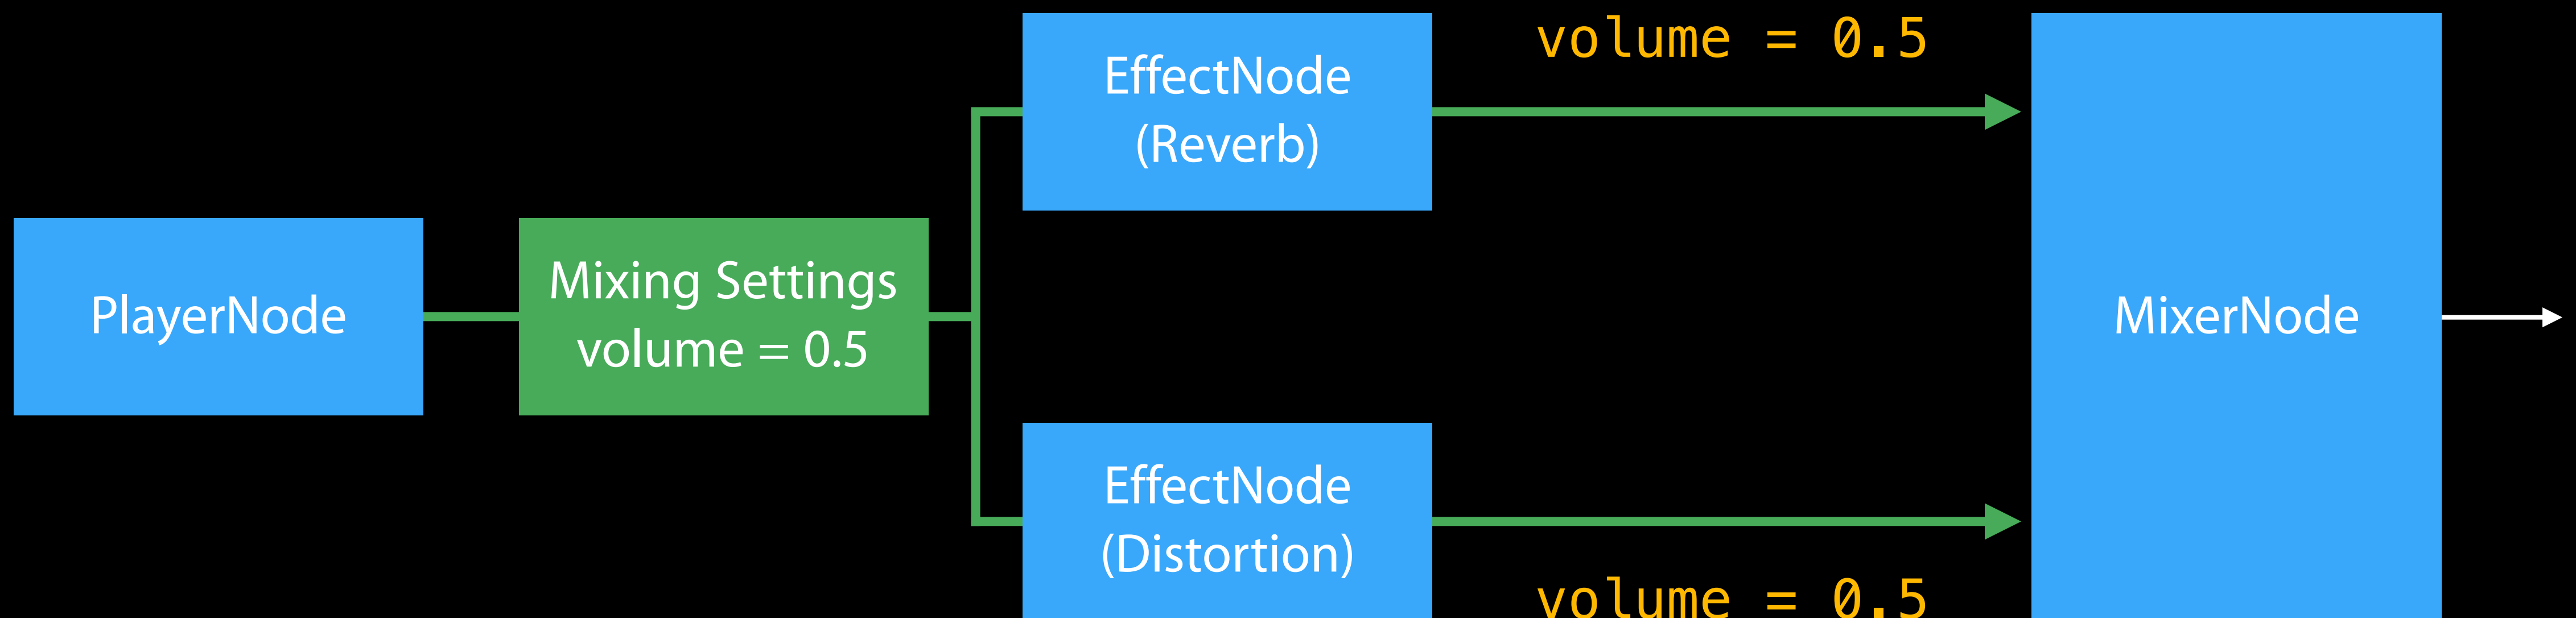 PlayerNode
Mixing Settings
volume = 0.5
EffectNode
(Reverb)
volume = 0.5
EffectNode
(Distortion)
volume = 0.5
MixerNode